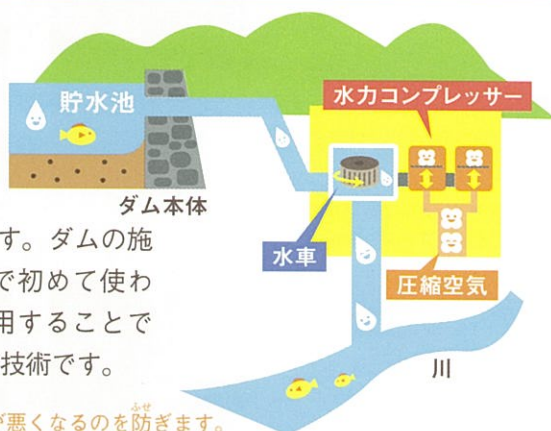 貯水池
水力コンプレッサー
ダム本体
水車
圧縮空気
川
す。ダムの施
で初めて使わ
用することで
技術です。
が悪くなるのを防ぎます。
ふせ